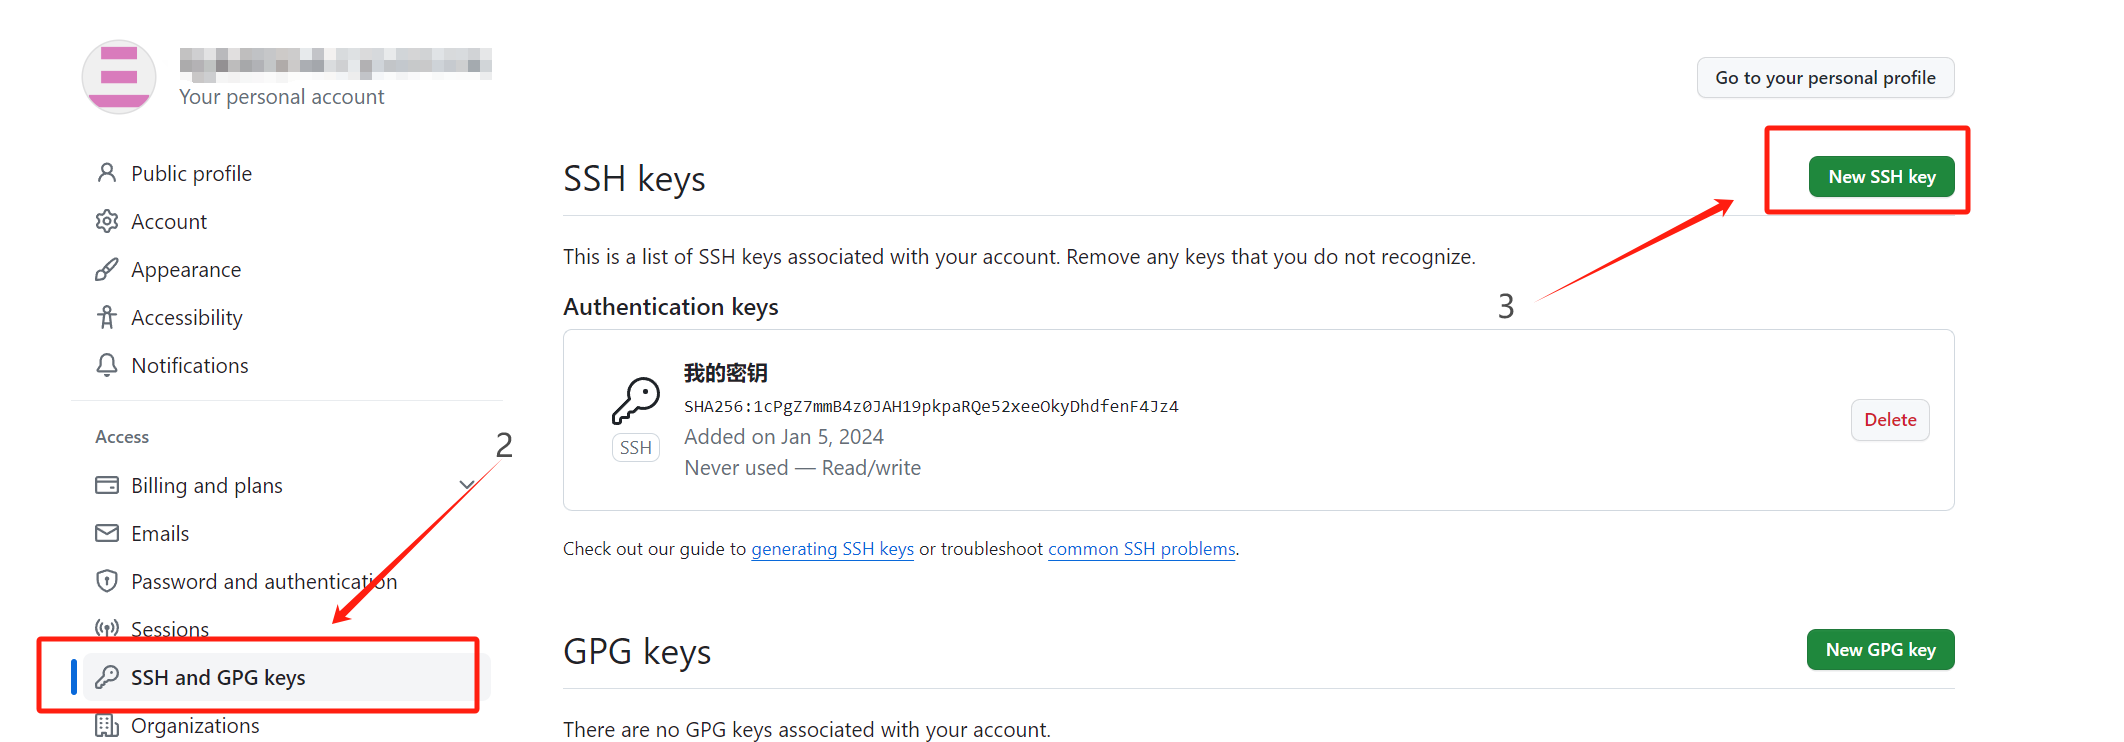 Your personal account
Go to your personal profile
Public profile
Account
Appearance
Accessibility
Notifications
Access
Billing and plans
Emails
Password and authentication
Sessions
SSH and GPG keys
Organizations
2
SSH keys
New SSH key
This is a list of SSH keys associated with your account. Remove any keys that you do not recognize.
3
Authentication keys
我的密钥
SHA256:1cPgZ7mmB4z0JAH19pkpaRQe52xeeOkyDhdfenF4Jz4
Added on Jan 5, 2024
Never used — Read/write
SSH
Delete
Check out our guide to generating SSH keys or troubleshoot common SSH problems.
GPG keys
New GPG key
There are no GPG keys associated with your account.